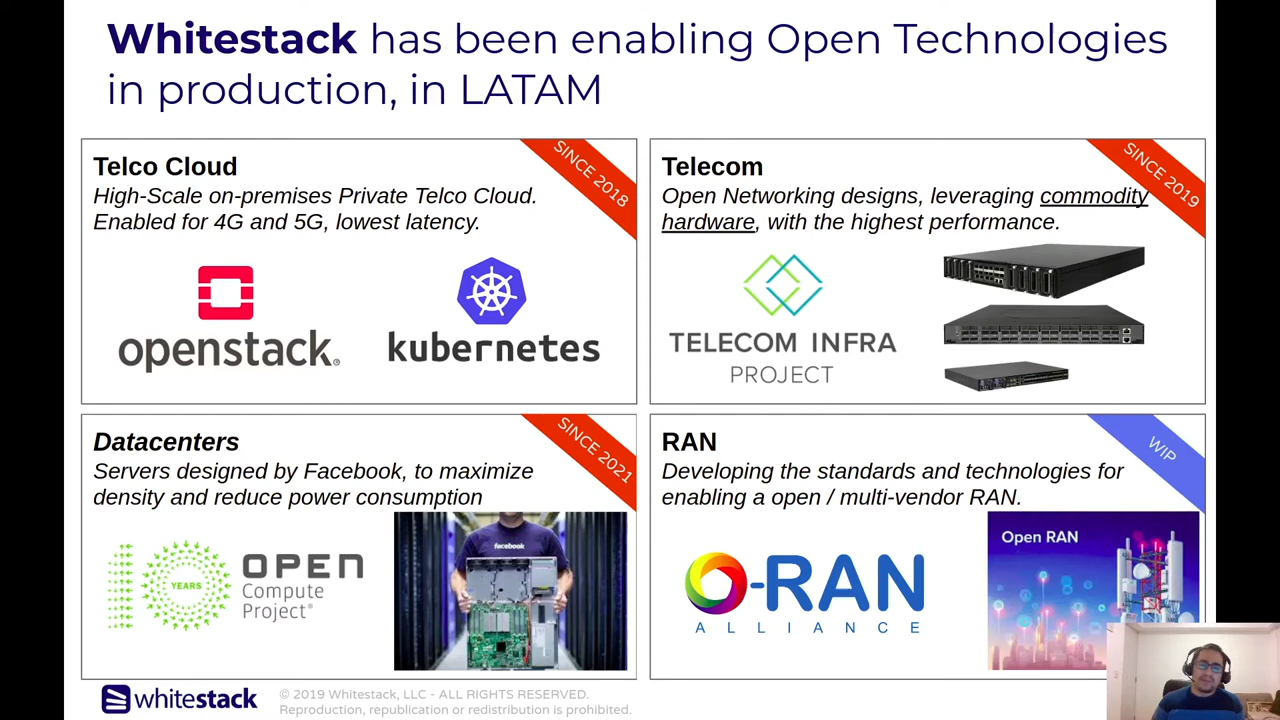 Whitestack has been enabling Open Technologies
in production, in LATAM
Telco Cloud
High-Scale on-premises Private Telco Cloud.
Enabled for 4G and 5G, lowest latency.
SINCE 2018
openstack®
kubernetes
Telecom
Open Networking designs, leveraging commodity
hardware, with the highest performance.
SINCE 2019
TELECOM INFRA
PROJECT
Datacenters
Servers designed by Facebook, to maximize
density and reduce power consumption
SINCE 2021
10 YEARS
OPEN
Compute
Project®
facebook
RAN
Developing the standards and technologies for
enabling a open / multi-vendor RAN.
WIP
O-RAN
ALLIANCE
Open RAN
whitestack
© 2019 Whitestack, LLC - ALL RIGHTS RESERVED.
Reproduction, republication or redistribution is prohibited.